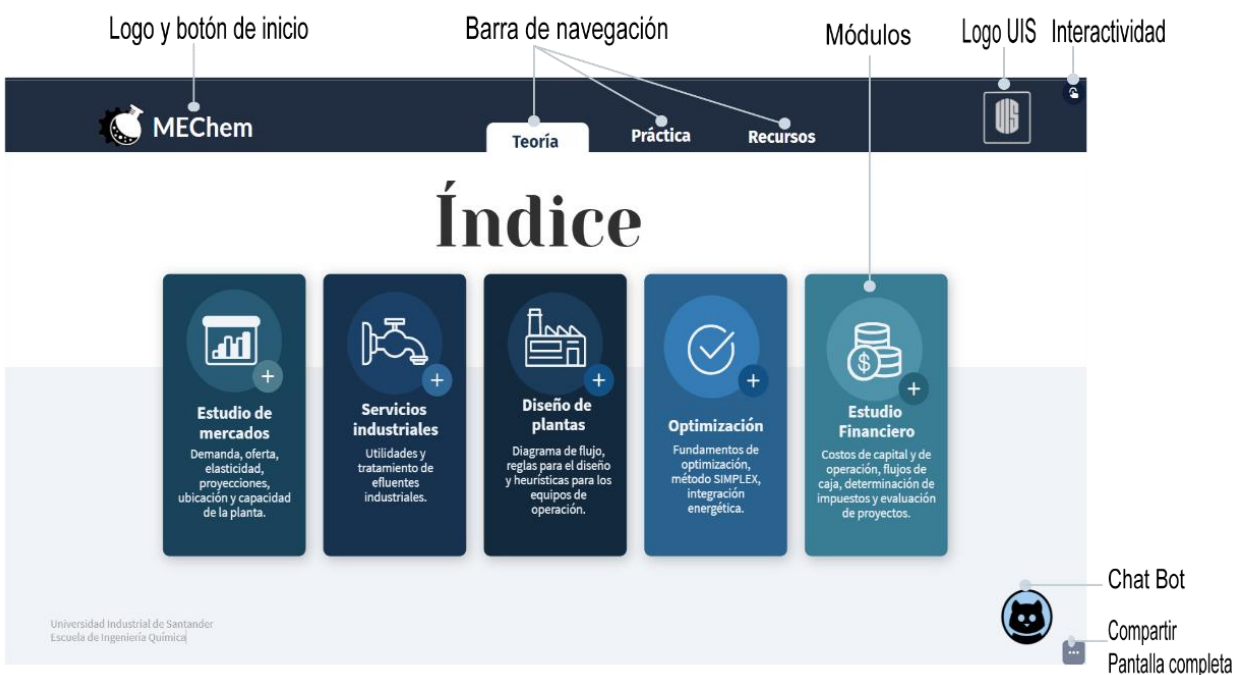 Logo y botón de inicio
Barra de navegación
Módulos
Logo UIS
Interactividad
MEChem
Teoría
Práctica
Recursos
UIS
Índice
Estudio de
mercados
Demanda, oferta,
elasticidad,
proyecciones,
ubicación y capacidad
de la planta.
Servicios
industriales
Utilidades y
tratamiento de
efluentes
industriales.
Diseño de
plantas
Diagrama de flujo,
reglas para el diseño
y heurísticas para los
equipos de
operación.
Optimización
Fundamentos de
optimización,
método SIMPLEX,
integración
energética.
Estudio
Financiero
Costos de capital y de
operación, flujos de
caja, determinación de
impuestos y evaluación
de proyectos.
Chat Bot
Compartir
Pantalla completa
Universidad Industrial de Santander
Escuela de Ingeniería Química